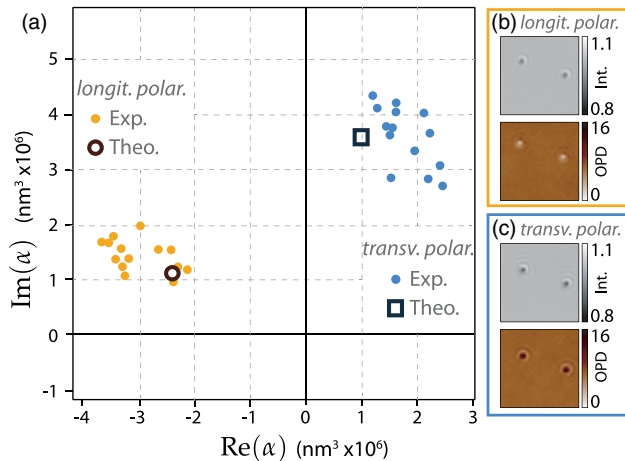 (a)
5
4
3
2
1
0
-1
-4
-3
-2
-1
0
1
2
3
Im(α) (nm³ x10⁶)
Re(α) (nm³ x10⁶)
longit. polar.
Exp.
Theo.
transv. polar.
Exp.
Theo.
(b) longit. polar.
1.1
Int.
0.8
16
OPD
0
(c) transv. polar.
1.1
Int.
0.8
16
OPD
0